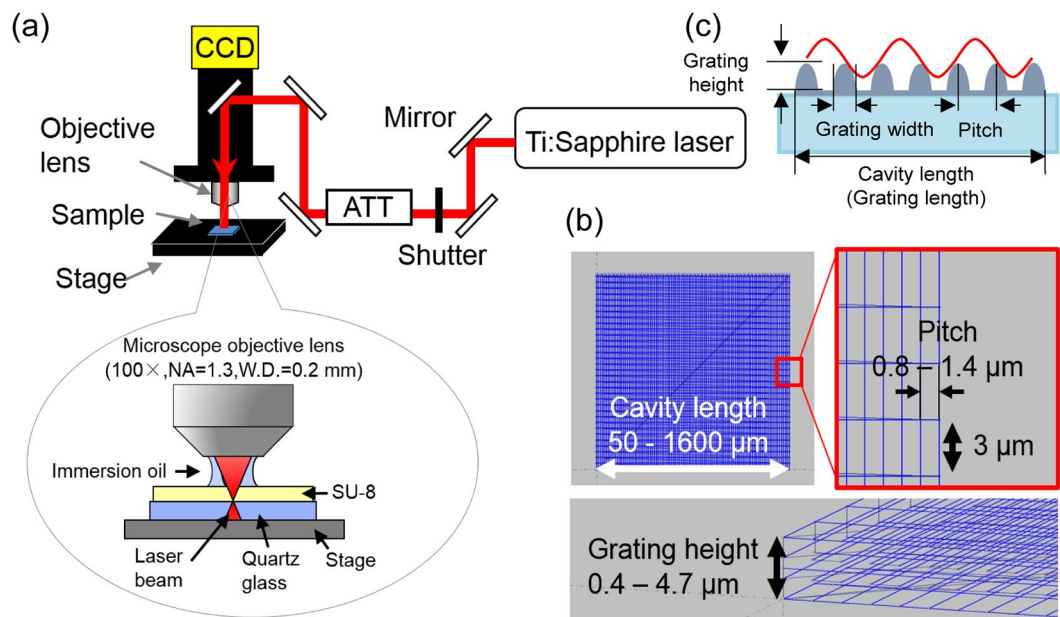 (a)
CCD
Objective
lens
Mirror
Ti:Sapphire laser
Sample
ATT
Shutter
Stage
Microscope objective lens
(100×,NA=1.3,W.D.=0.2 mm)
Immersion oil
SU-8
Laser
beam
Quartz
glass
Stage
(c)
Grating
height
Grating width
Pitch
Cavity length
(Grating length)
(b)
Cavity length
50 - 1600 µm
Pitch
0.8 – 1.4 µm
3 µm
Grating height
0.4 – 4.7 µm